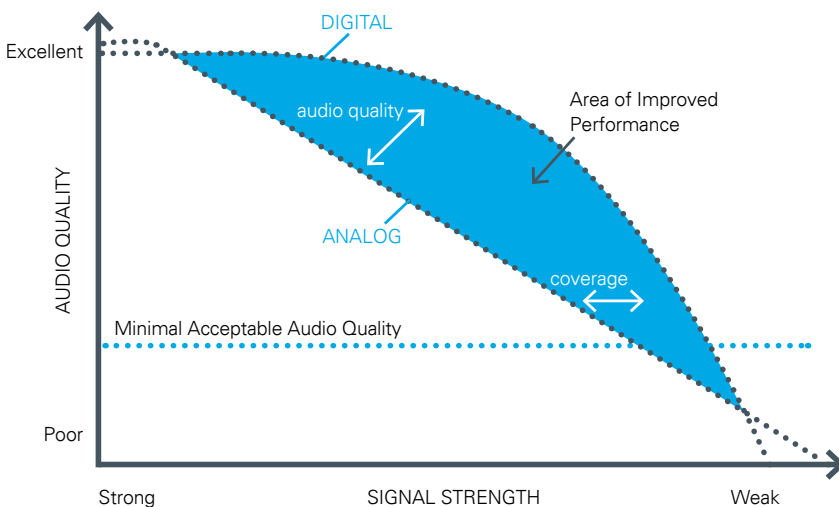 DIGITAL
Excellent
audio quality
Area of Improved
Performance
AUDIO QUALITY
ANALOG
coverage
Minimal Acceptable Audio Quality
Poor
Strong
SIGNAL STRENGTH
Weak